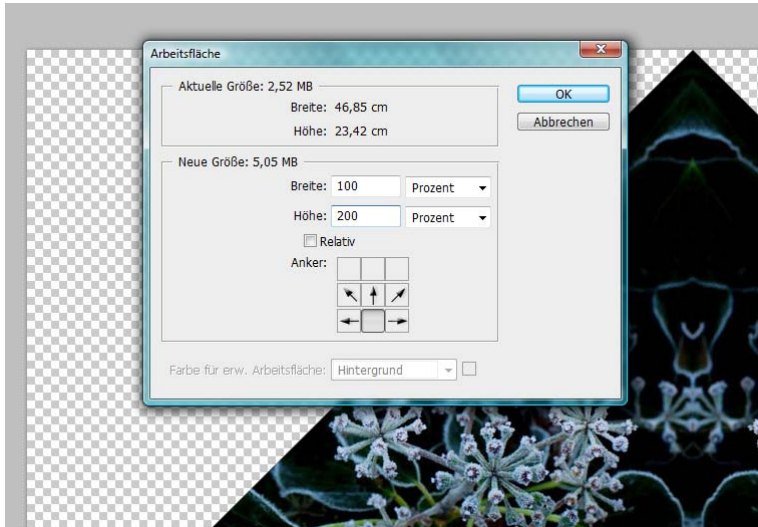 Arbeitsfläche
Aktuelle Größe: 2,52 MB
OK
Breite: 46,85 cm
Abbrechen
Höhe: 23,42 cm
Neue Größe: 5,05 MB
Breite: 100 Prozent
Höhe: 200 Prozent
Relativ
Anker:
Farbe für erw. Arbeitsfläche: Hintergrund